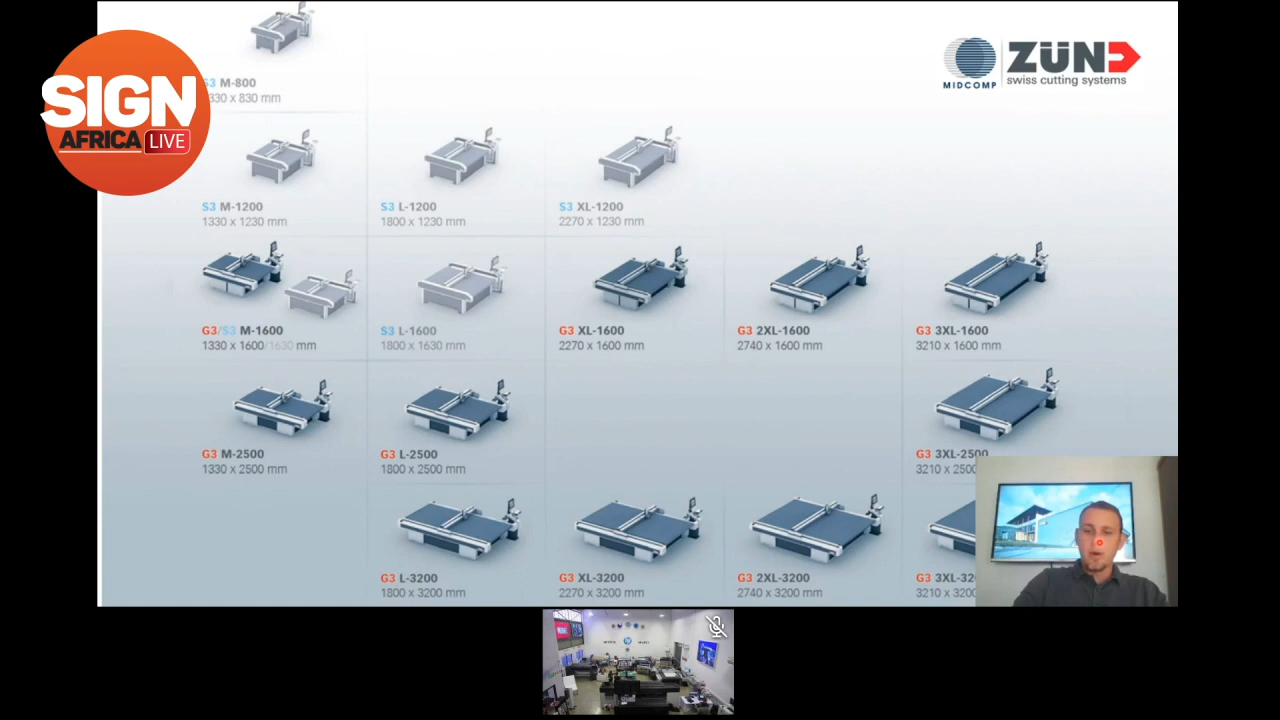 SIGN
AFRICA LIVE
MIDCOMP
ZÜND
swiss cutting systems
S3 M-800
1330 x 830 mm
S3 M-1200
1330 x 1230 mm
S3 L-1200
1800 x 1230 mm
S3 XL-1200
2270 x 1230 mm
G3/S3 M-1600
1330 x 1600/1630 mm
S3 L-1600
1800 x 1630 mm
G3 XL-1600
2270 x 1600 mm
G3 2XL-1600
2740 x 1600 mm
G3 3XL-1600
3210 x 1600 mm
G3 M-2500
1330 x 2500 mm
G3 L-2500
1800 x 2500 mm
G3 3XL-2500
3210 x 2500
G3 L-3200
1800 x 3200 mm
G3 XL-3200
2270 x 3200 mm
G3 2XL-3200
2740 x 3200 mm
G3 3XL-320
3210 x 3200